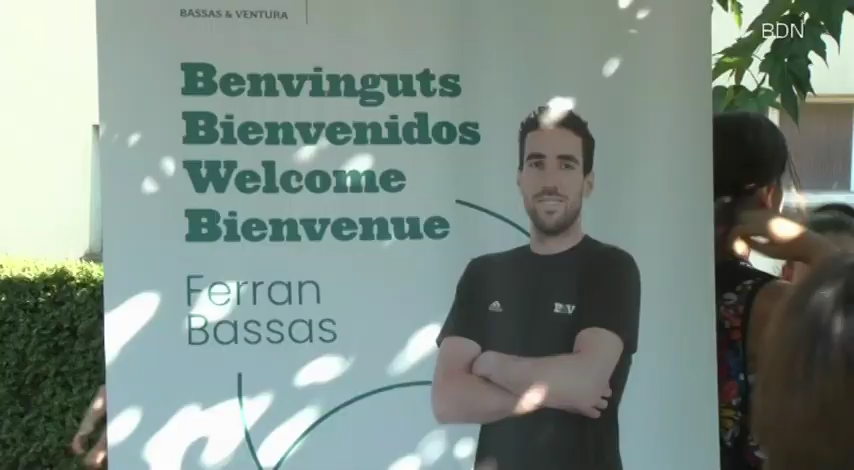 BASSAS & VENTURA
BDN
Benvinguts
Bienvenidos
Welcome
Bienvenue
Ferran
Bassas
B&V